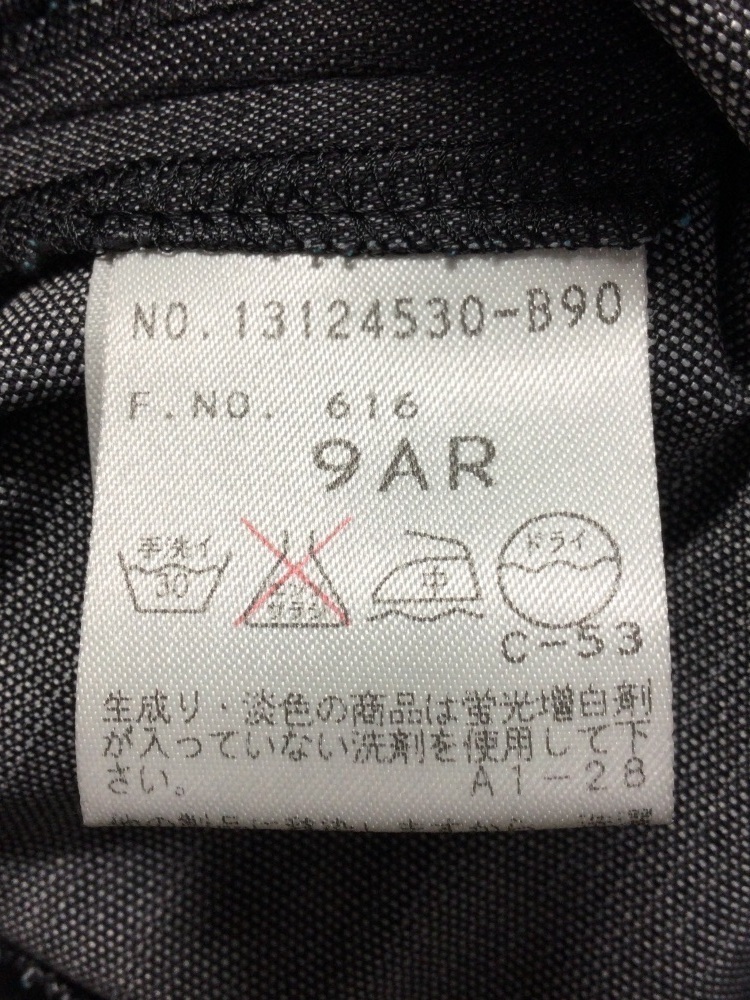 NO.13124530-B90
F.NO. 616
9AR
手洗イ 30 中 ドライ
C-53
生成り・淡色の商品は蛍光増白剤
が入っていない洗剤を使用して下
さい。 A1-28